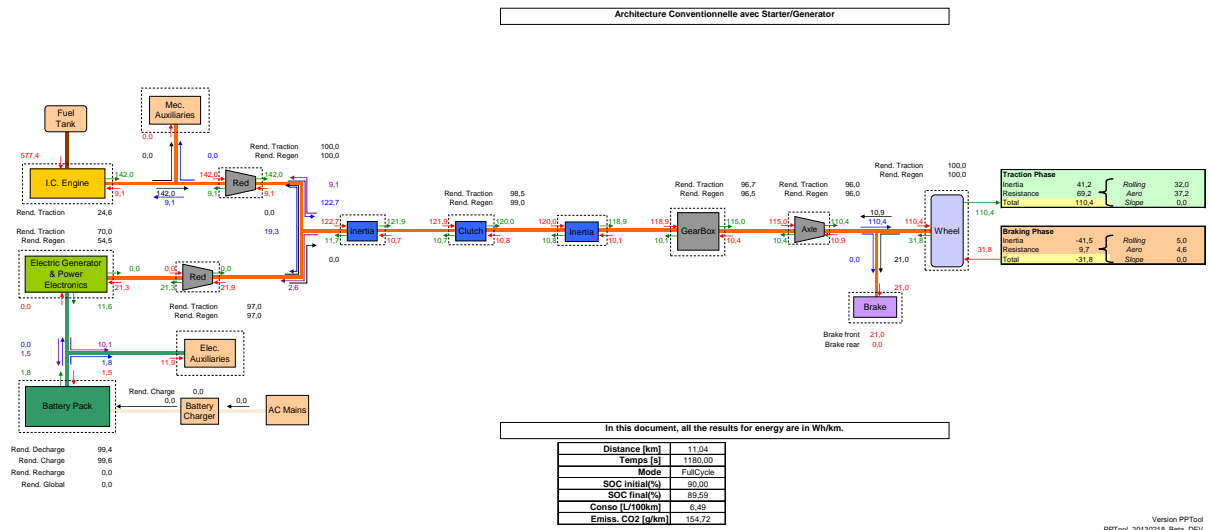 Architecture Conventionnelle avec Starter/Generator
Fuel Tank
577,4
I.C. Engine
142,0
9,1
Rend. Traction 24,6
Mec. Auxiliaries
0,0
0,0
0,0
142,0
9,1
Rend. Traction 100,0
Rend. Regen 100,0
142,0
142,0
Red
9,1
9,1
0,0
19,3
9,1
122,7
Rend. Traction 70,0
Rend. Regen 54,5
Electric Generator & Power Electronics
0,0
21,3
0,0
11,6
0,0
0,0
Red
21,3
21,9
2,6
Rend. Traction 97,0
Rend. Regen 97,0
0,0
1,5
10,1
1,8
1,8
1,5
11,9
Elec. Auxiliaries
Battery Pack
Rend. Charge 0,0
0,0
Battery Charger
0,0
AC Mains
Rend. Decharge 99,4
Rend. Charge 99,6
Rend. Recharge 0,0
Rend. Global 0,0
122,7
121,9
Inertia
11,7
10,7
0,0
Rend. Traction 98,5
Rend. Regen 99,0
121,9
120,0
Clutch
10,7
10,8
120,0
118,9
Inertia
10,8
10,1
Rend. Traction 96,7
Rend. Regen 96,5
118,9
115,0
GearBox
10,1
10,4
Rend. Traction 96,0
Rend. Regen 96,0
115,0
110,4
Axle
10,4
10,9
10,9
110,4
0,0
21,0
21,0
Brake
Brake front 21,0
Brake rear 0,0
Rend. Traction 100,0
Rend. Regen 100,0
110,4
31,8
Wheel
110,4
31,8
Traction Phase
Inertia 41,2 Rolling 32,0
Resistance 69,2 Aero 37,2
Total 110,4 Slope 0,0
Braking Phase
Inertia -41,5 Rolling 5,0
Resistance 9,7 Aero 4,6
Total -31,8 Slope 0,0
In this document, all the results for energy are in Wh/km.
Distance [km] 11,04
Temps [s] 1180,00
Mode FullCycle
SOC initial(%) 90,00
SOC final(%) 89,59
Conso [L/100km] 6,49
Emiss. CO2 [g/km] 154,72
Version PPTool
PPTool_20130218_Beta_DEV